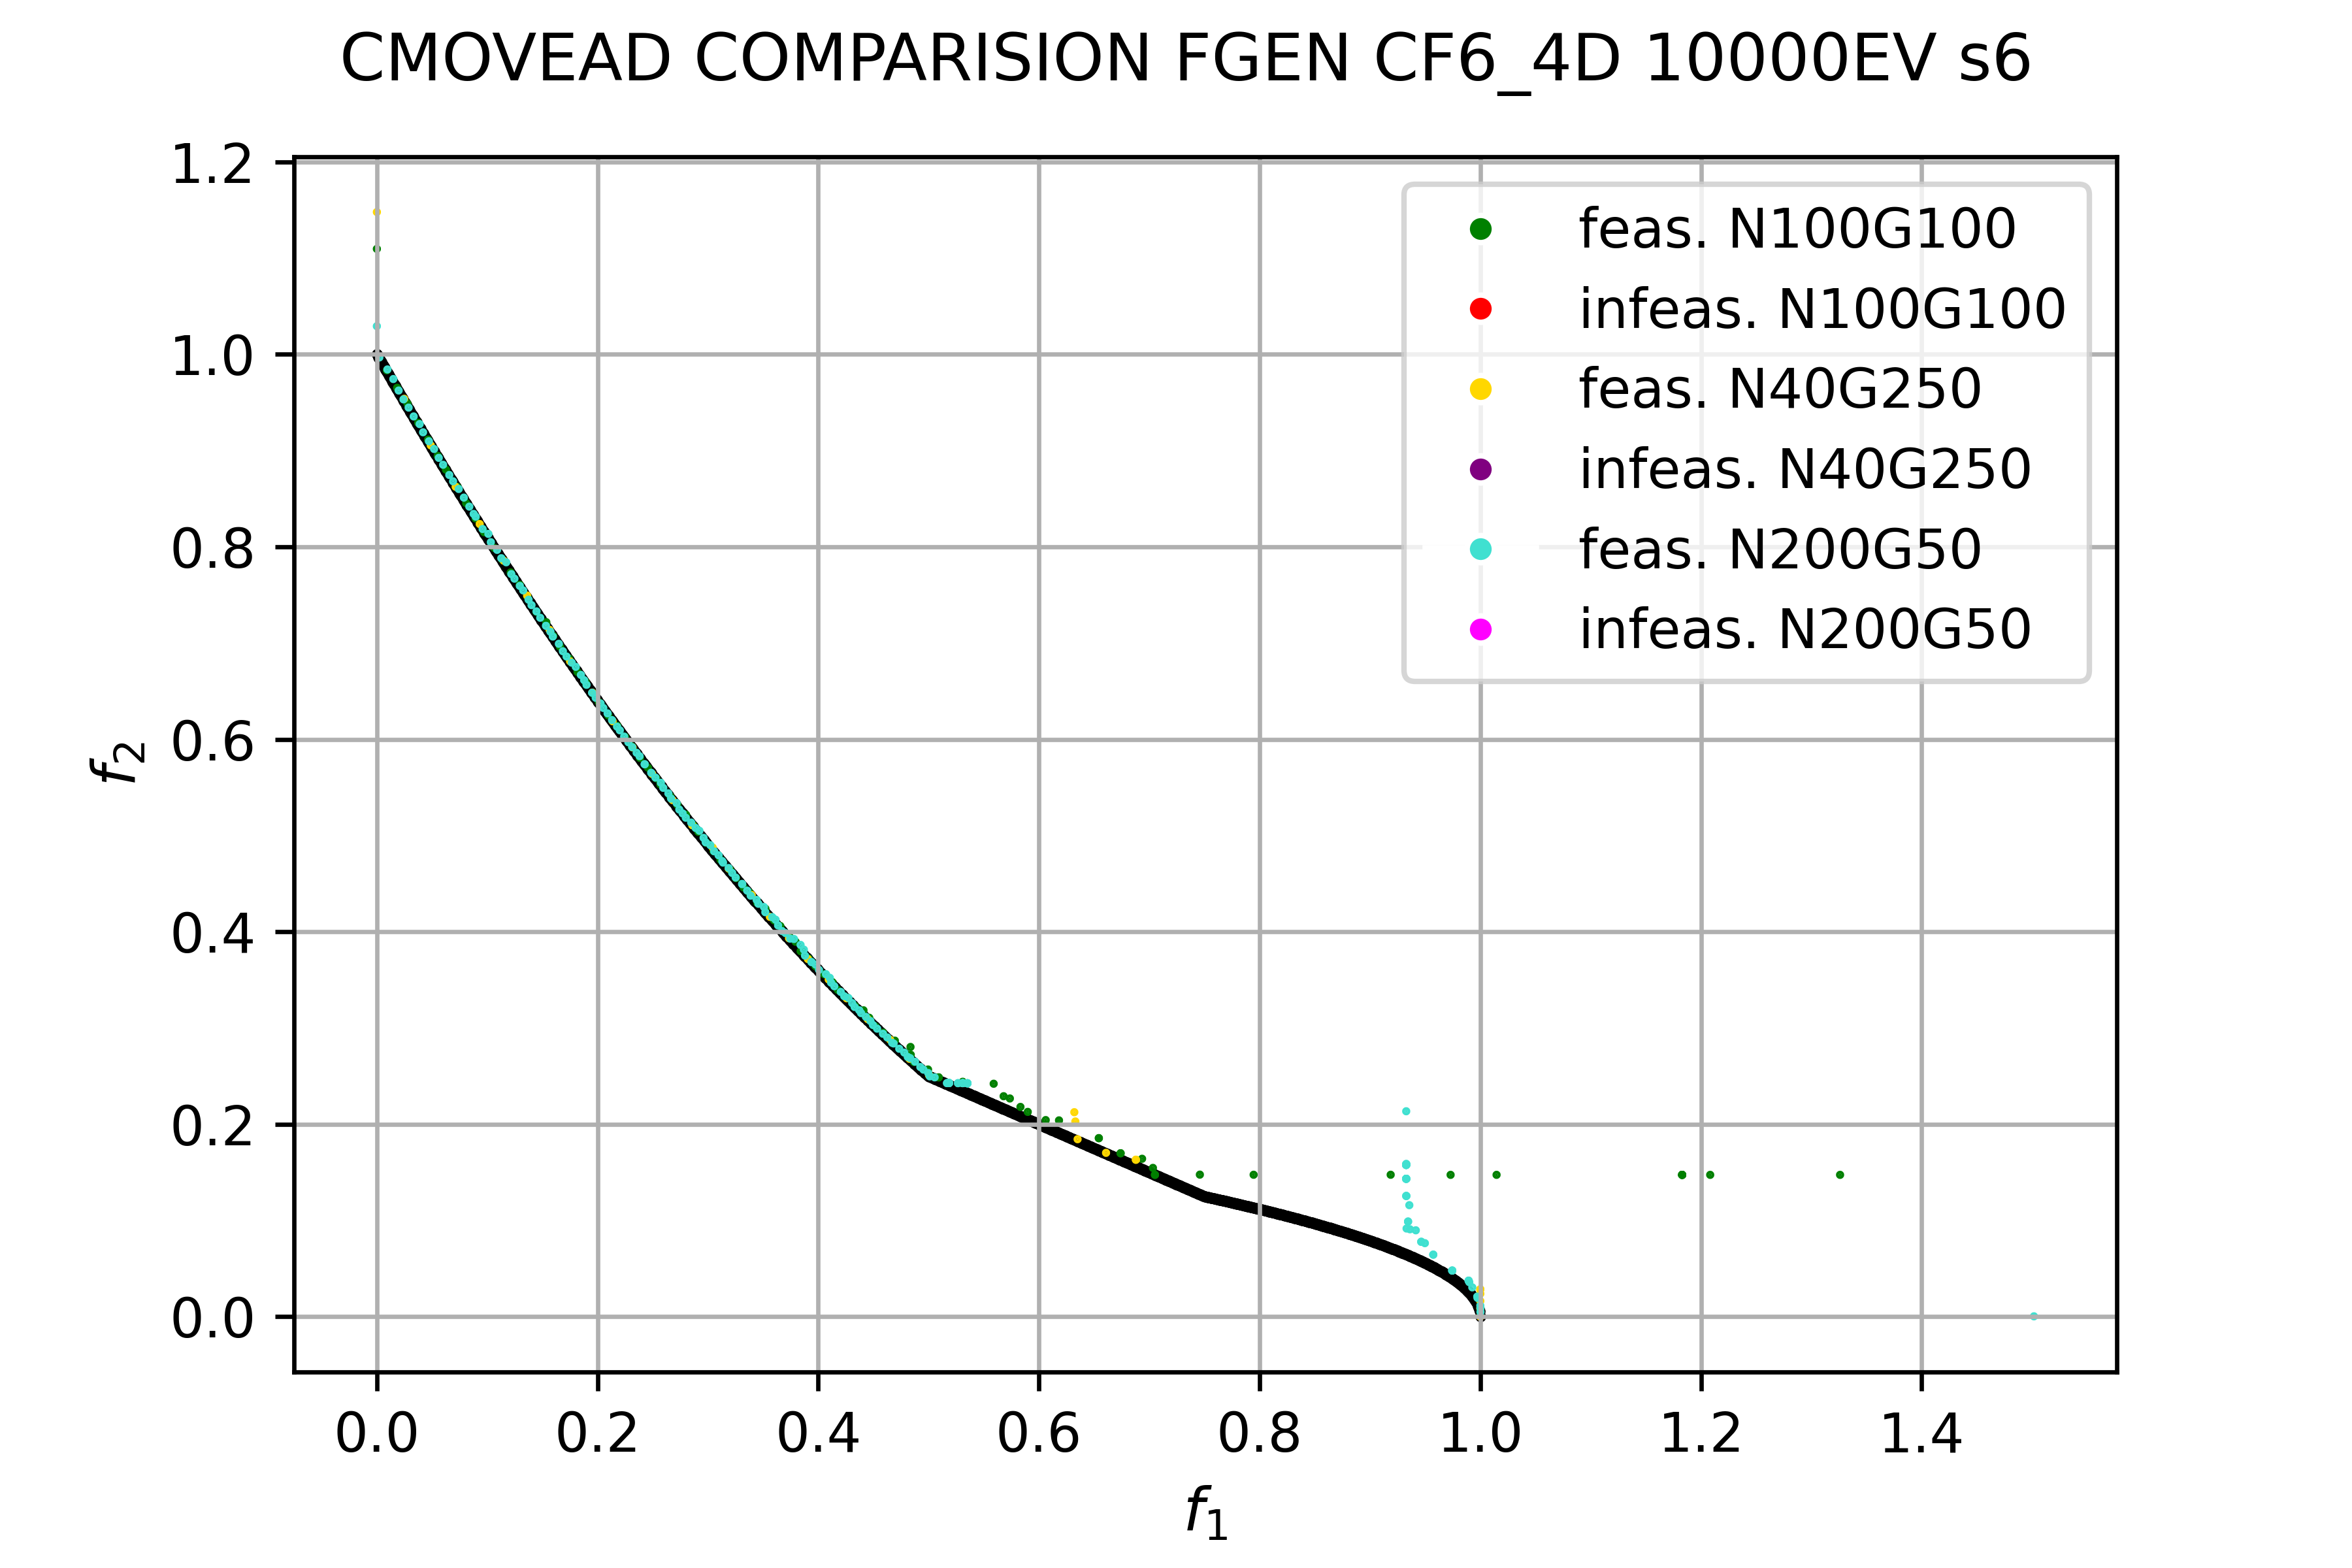 CMOVEAD COMPARISION FGEN CF6_4D 10000EV s6
1.2
1.0
0.8
0.6
0.4
0.2
0.0
f2
feas. N100G100
infeas. N100G100
feas. N40G250
infeas. N40G250
feas. N200G50
infeas. N200G50
0.0 0.2 0.4 0.6 0.8 1.0 1.2 1.4
f1